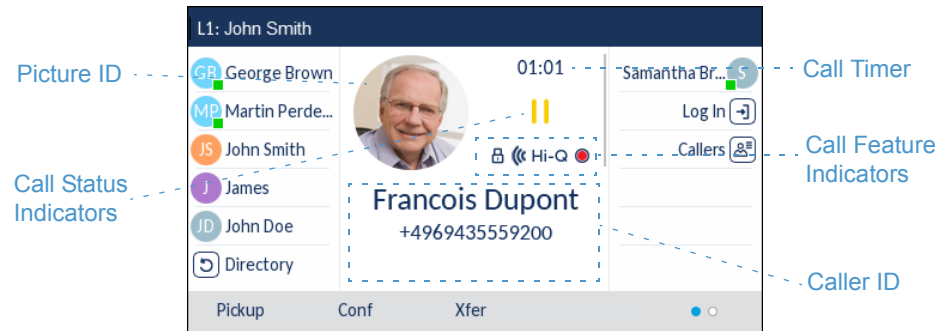 L1: John Smith
Picture ID
Call Status
Indicators
GB George Brown
MP Martin Perde...
JS John Smith
j James
JD John Doe
Directory
01:01
Hi-Q
Francois Dupont
+4969435559200
Samantha Br... S
Log In
Callers
Call Timer
Call Feature
Indicators
Caller ID
Pickup Conf Xfer